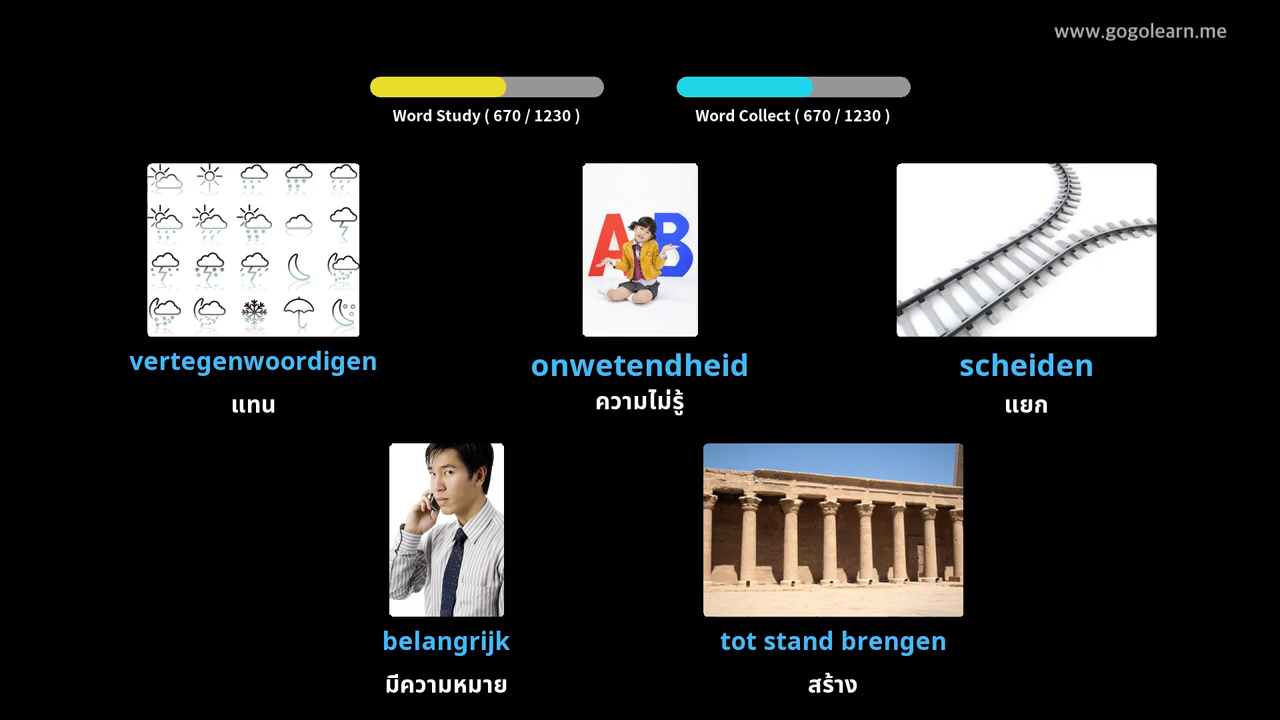 www.gogolearn.me
Word Study ( 670 / 1230 )
Word Collect ( 670 / 1230 )
A B
vertegenwoordigen
onwetendheid
scheiden
แทน
ความไม่รู้
แยก
belangrijk
tot stand brengen
มีความหมาย
สร้าง